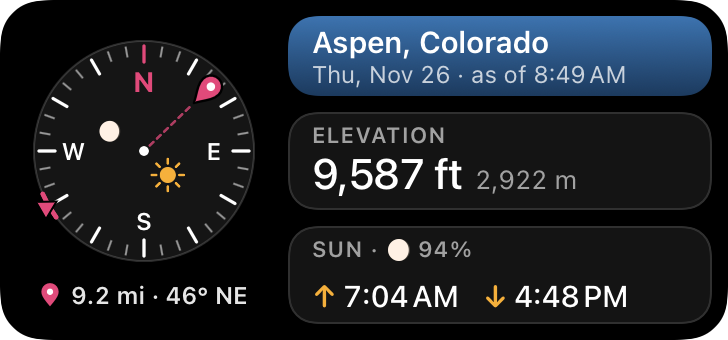 N
W
E
S
9.2 mi · 46° NE
Aspen, Colorado
Thu, Nov 26 · as of 8:49 AM
ELEVATION
9,587 ft 2,922 m
SUN · 94%
↑ 7:04 AM ↓ 4:48 PM